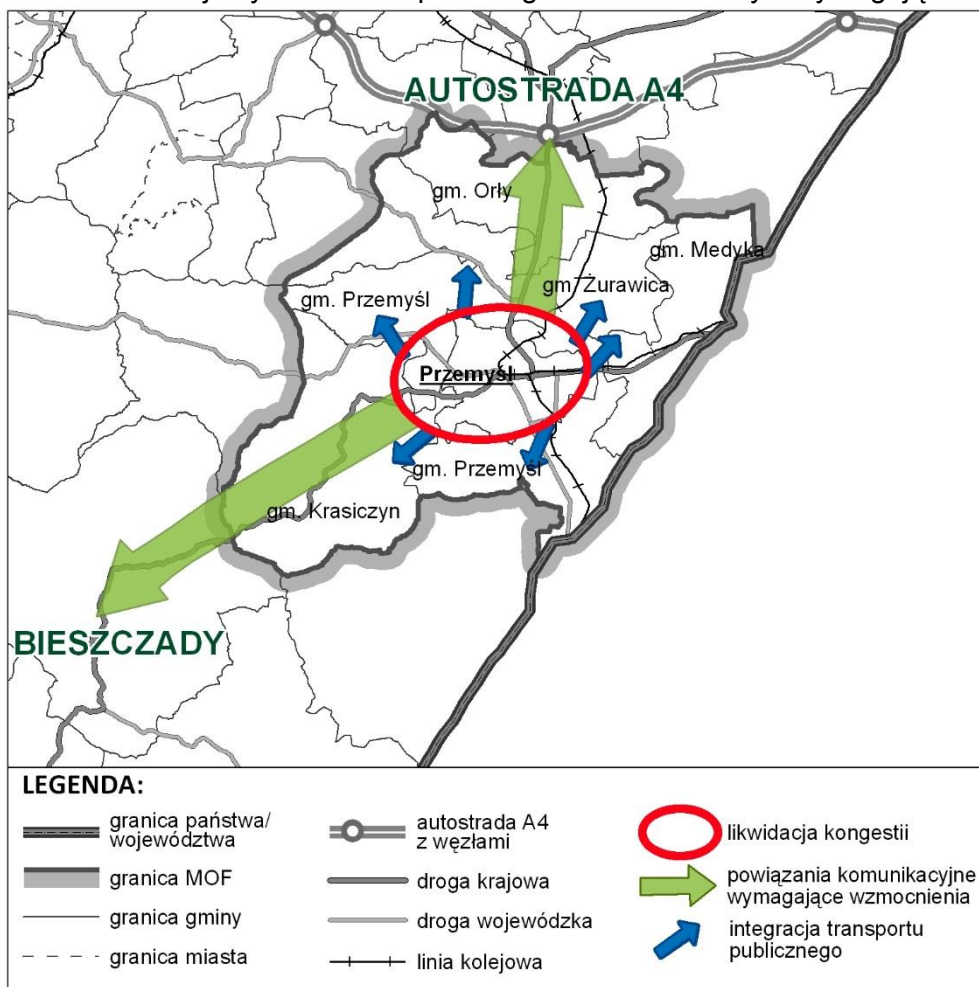 AUTOSTRADA A4
gm. Orły
gm. Medyka
gm. Żurawica
gm. Przemyśl
Przemyśl
gm. Przemyśl
gm. Krasiczyn
BIESZCZADY
LEGENDA:
granica państwa/
województwa
granica MOF
granica gminy
granica miasta
autostrada A4
z węzłami
droga krajowa
droga wojewódzka
linia kolejowa
likwidacja kongestii
powiązania komunikacyjne
wymagające wzmocnienia
integracja transportu
publicznego